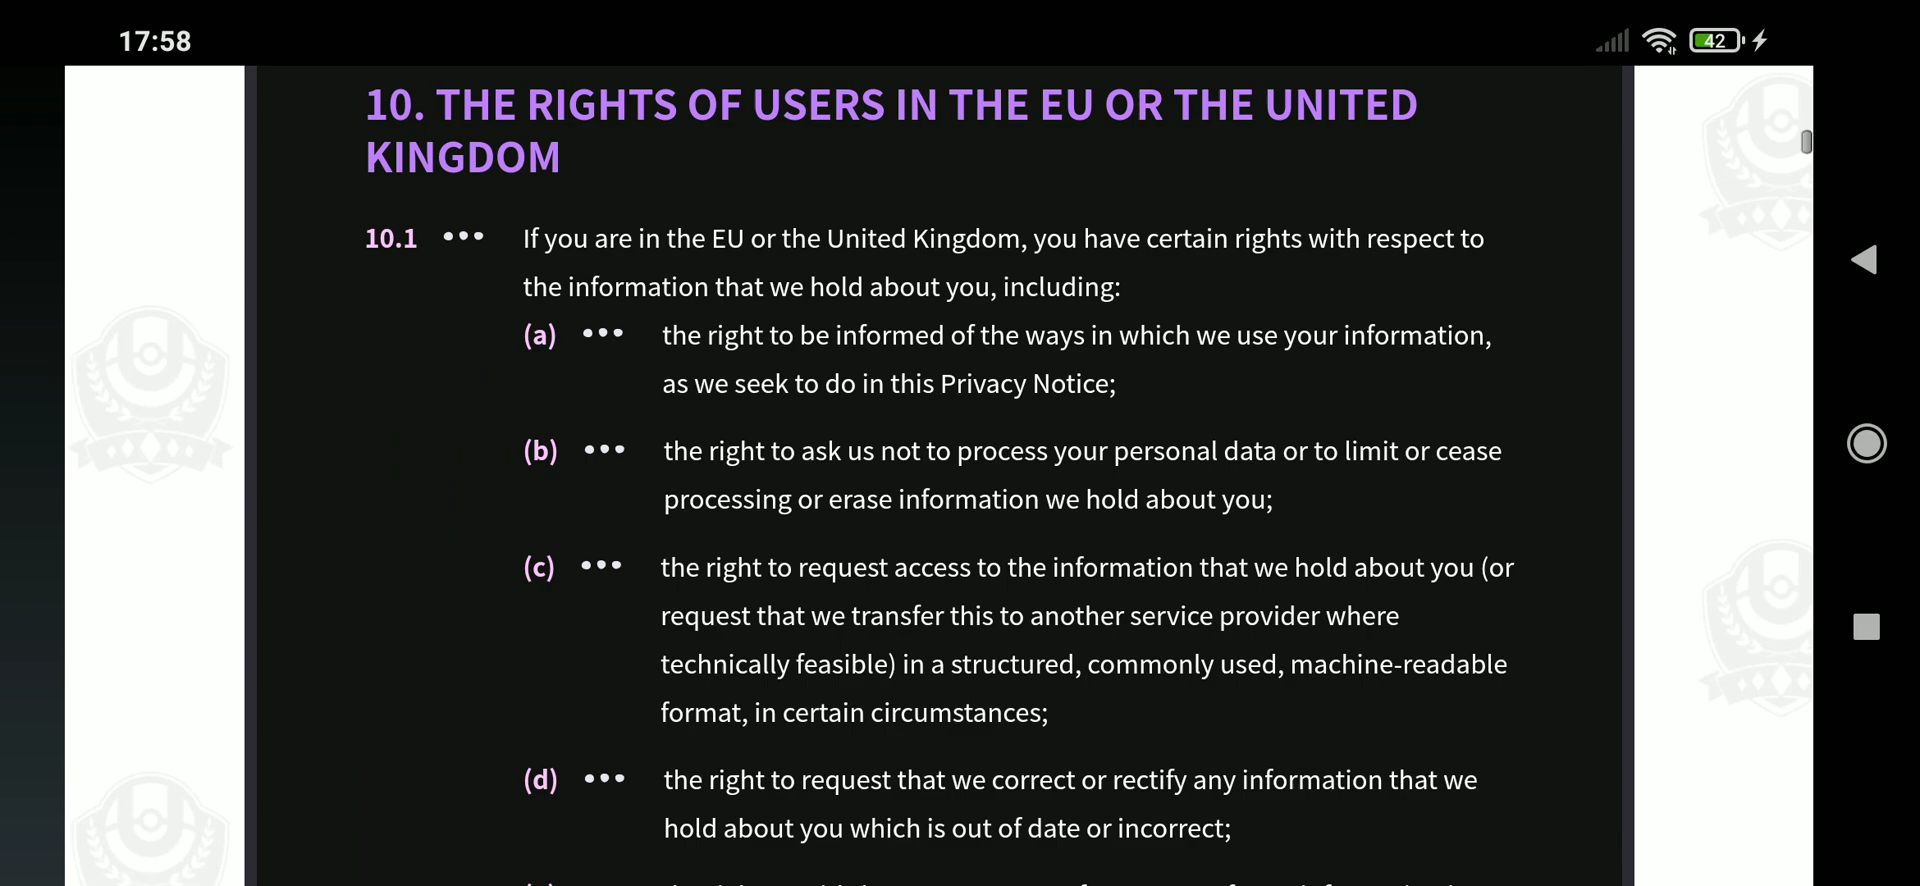 17:58
42
10. THE RIGHTS OF USERS IN THE EU OR THE UNITED
KINGDOM
10.1 ••• If you are in the EU or the United Kingdom, you have certain rights with respect to
the information that we hold about you, including:
(a) ••• the right to be informed of the ways in which we use your information,
as we seek to do in this Privacy Notice;
(b) ••• the right to ask us not to process your personal data or to limit or cease
processing or erase information we hold about you;
(c) ••• the right to request access to the information that we hold about you (or
request that we transfer this to another service provider where
technically feasible) in a structured, commonly used, machine-readable
format, in certain circumstances;
(d) ••• the right to request that we correct or rectify any information that we
hold about you which is out of date or incorrect;